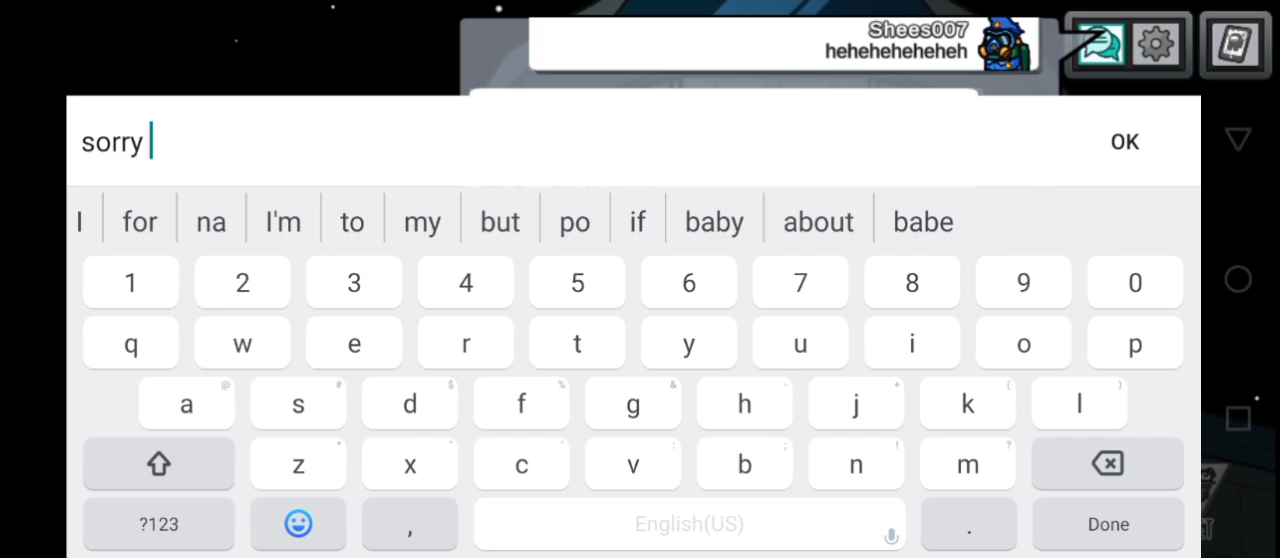 Shees007
heheheheheheh
sorry
OK
I for na I'm to my but po if baby about babe
1 2 3 4 5 6 7 8 9 0
q w e r t y u i o p
@ # $ % & - + ( )
a s d f g h j k l
* " ' : ; ! ?
z x c v b n m
?123 , English(US) . Done